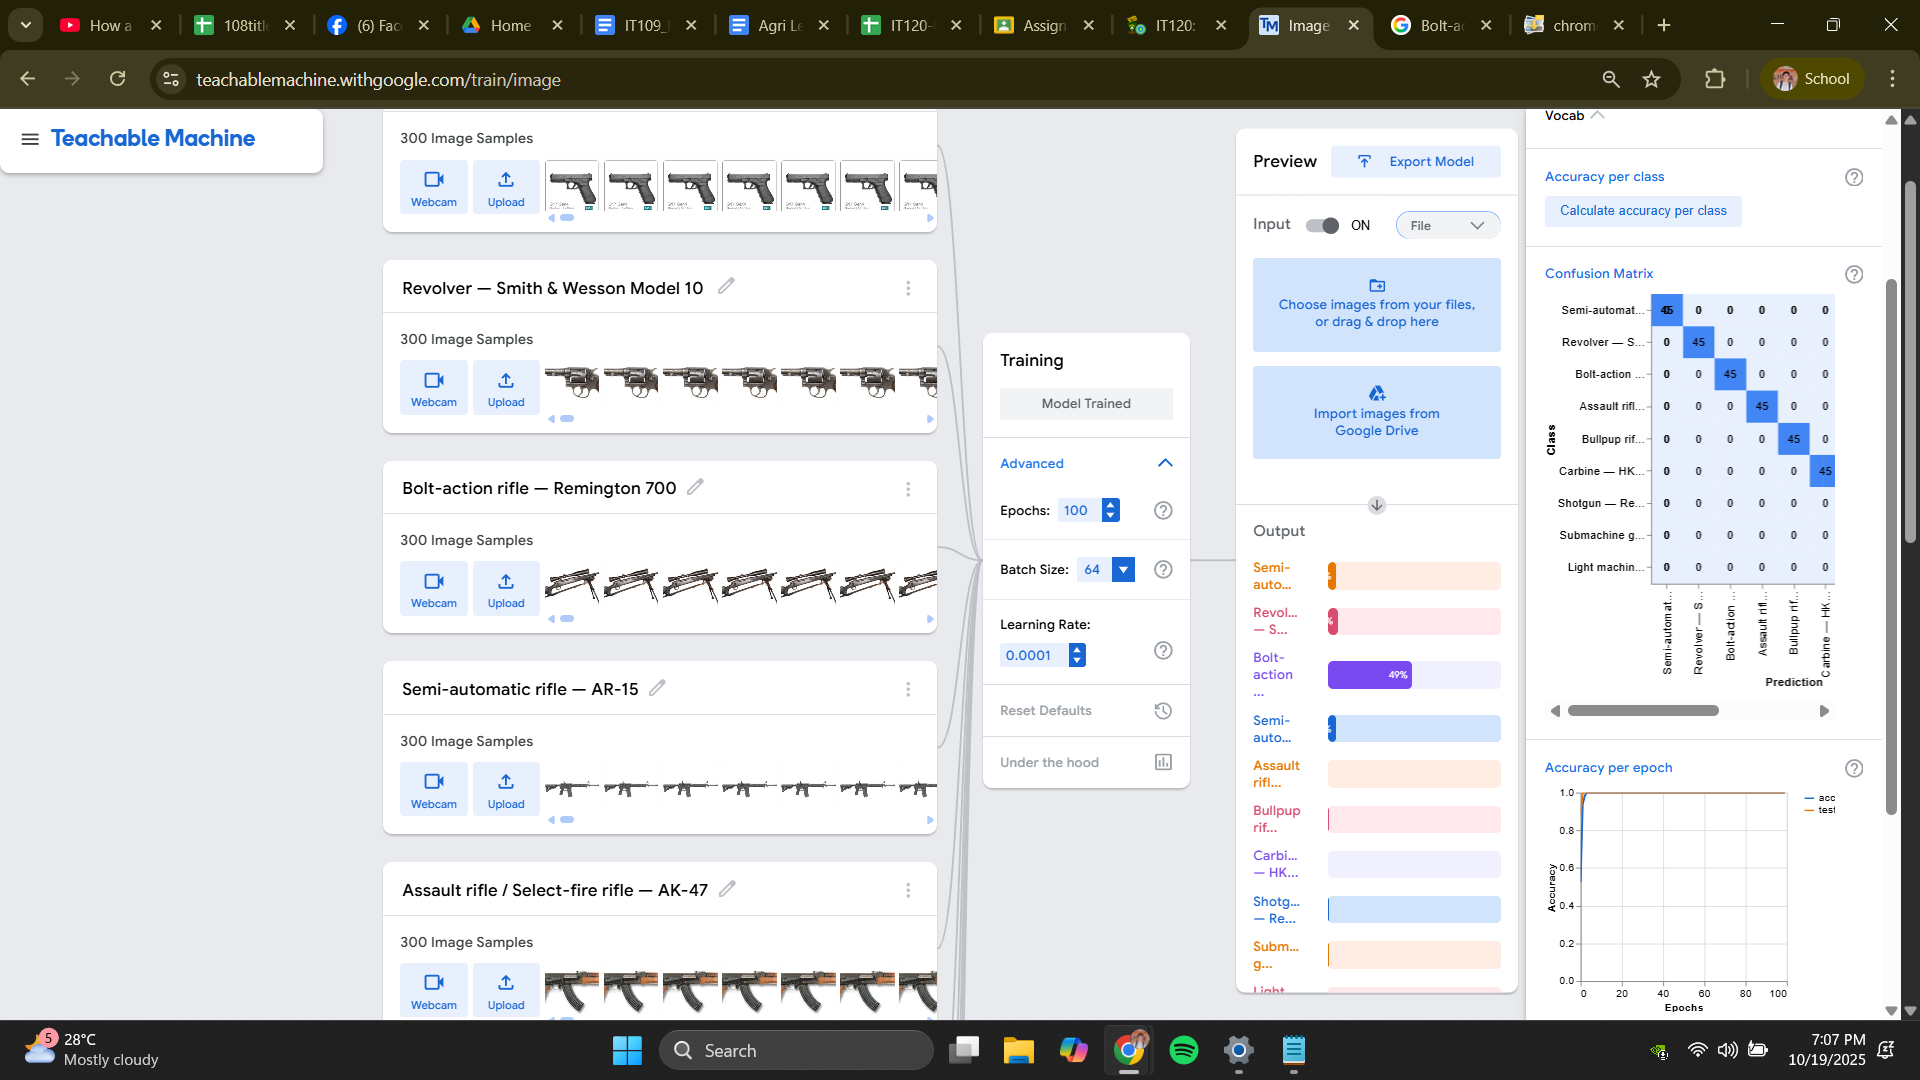 How a
108title
(6) Fac
Home
IT109_
Agri Le
IT120-
Assign
IT120:
Image
Bolt-ac
chrom
teachablemachine.withgoogle.com/train/image
School
Teachable Machine
300 Image Samples
Webcam
Upload
Revolver — Smith & Wesson Model 10
300 Image Samples
Webcam
Upload
Bolt-action rifle — Remington 700
300 Image Samples
Webcam
Upload
Semi-automatic rifle — AR-15
300 Image Samples
Webcam
Upload
Assault rifle / Select-fire rifle — AK-47
300 Image Samples
Webcam
Upload
Training
Model Trained
Advanced
Epochs: 100
Batch Size: 64
Learning Rate:
0.0001
Reset Defaults
Under the hood
Preview
Export Model
Input ON File
Choose images from your files,
or drag & drop here
Import images from
Google Drive
Output
Semi-
auto...
Revol...
— S...
Bolt-
action
...
49%
Semi-
auto...
Assault
rifl...
Bullpup
rif...
Carbi...
— HK...
Shotg...
— Re...
Subm...
g...
Light
Vocab
Accuracy per class
Calculate accuracy per class
Confusion Matrix
Class
Semi-automat... 0 0 0 0 0
Revolver — S... 0 45 0 0 0 0
Bolt-action ... 0 0 45 0 0 0
Assault rifl... 0 0 0 45 0 0
Bullpup rif... 0 0 0 0 45 0
Carbine — HK... 0 0 0 0 0 45
Shotgun — Re... 0 0 0 0 0 0
Submachine g... 0 0 0 0 0 0
Light machin... 0 0 0 0 0 0
Semi-automat...
Revolver — S...
Bolt-action ...
Assault rifl...
Bullpup rif...
Carbine — HK...
Prediction
Accuracy per epoch
1.0
0.8
0.6
0.4
0.2
0.0
Accuracy
0 20 40 60 80 100
Epochs
acc
test
5
28°C
Mostly cloudy
Search
7:07 PM
10/19/2025